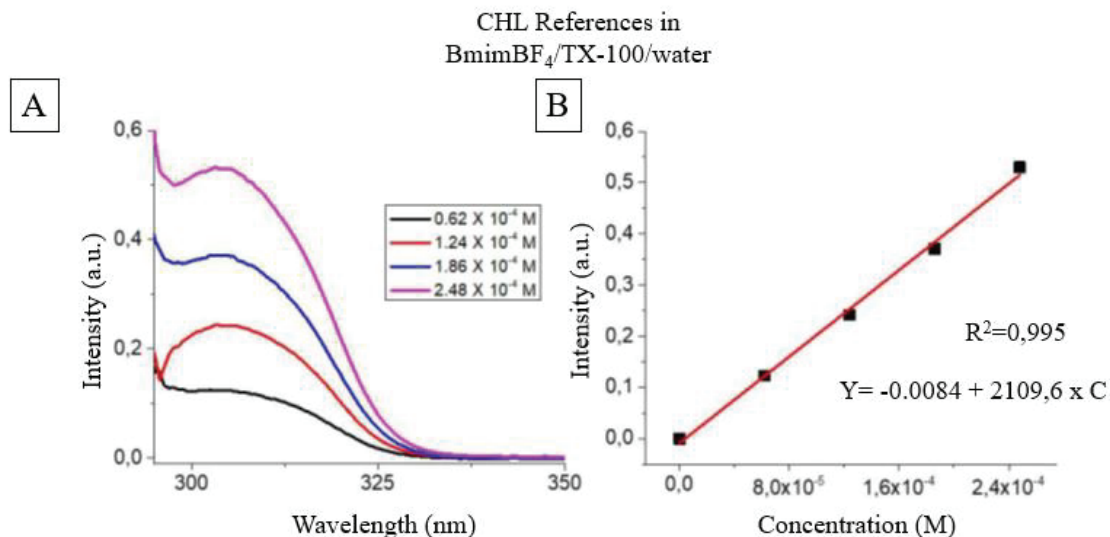 CHL References in
BmimBF₄/TX-100/water
A
0,6
0,4
0,2
0,0
Intensity (a.u.)
300
325
350
Wavelength (nm)
0.62 X 10⁻⁴ M
1.24 X 10⁻⁴ M
1.86 X 10⁻⁴ M
2.48 X 10⁻⁴ M
B
0,6
0,5
0,4
0,3
0,2
0,1
0,0
Intensity (a.u.)
R²=0,995
Y= -0.0084 + 2109,6 x C
0,0
8,0x10⁻⁵
1,6x10⁻⁴
2,4x10⁻⁴
Concentration (M)